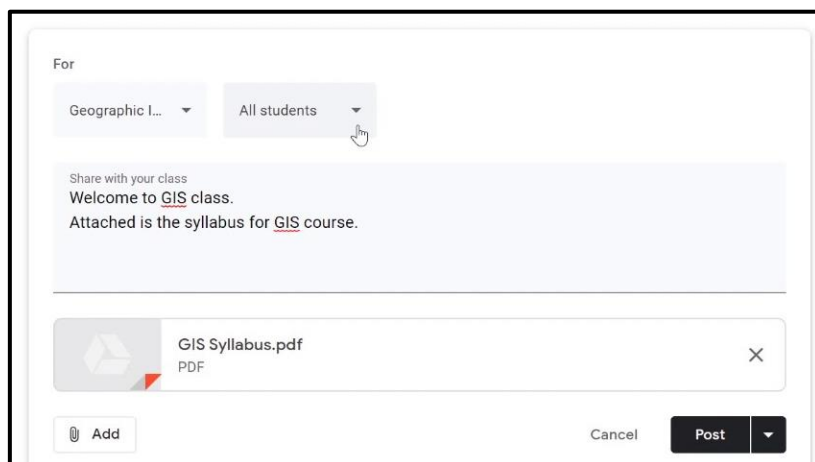 For
Geographic I... All students
Share with your class
Welcome to GIS class.
Attached is the syllabus for GIS course.
GIS Syllabus.pdf
PDF
Add Cancel Post